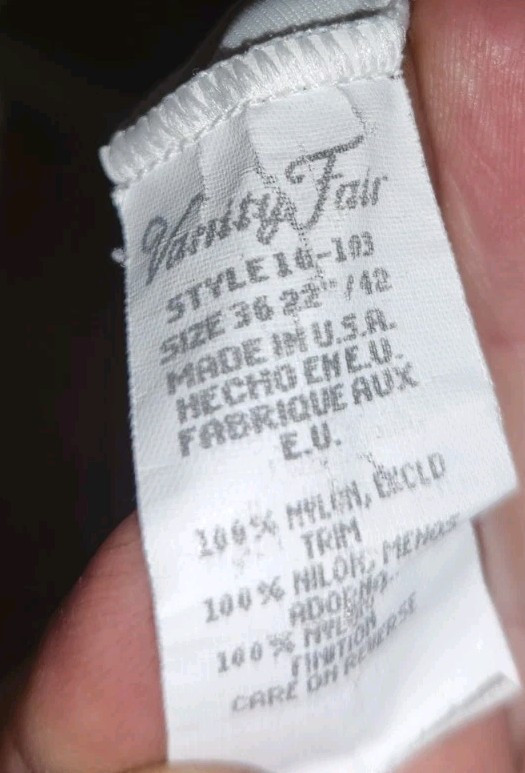 Vanity Fair
STYLE 16-103
SIZE 36 22"/42
MADE IN U.S.A.
HECHO EN E.U.
FABRIQUE AUX
E.U.
100% NYLON, EXCLD
TRIM
100% NILON, MENOS
ADORNO
100% NYLON
FINITION
CARE ON REVERSE